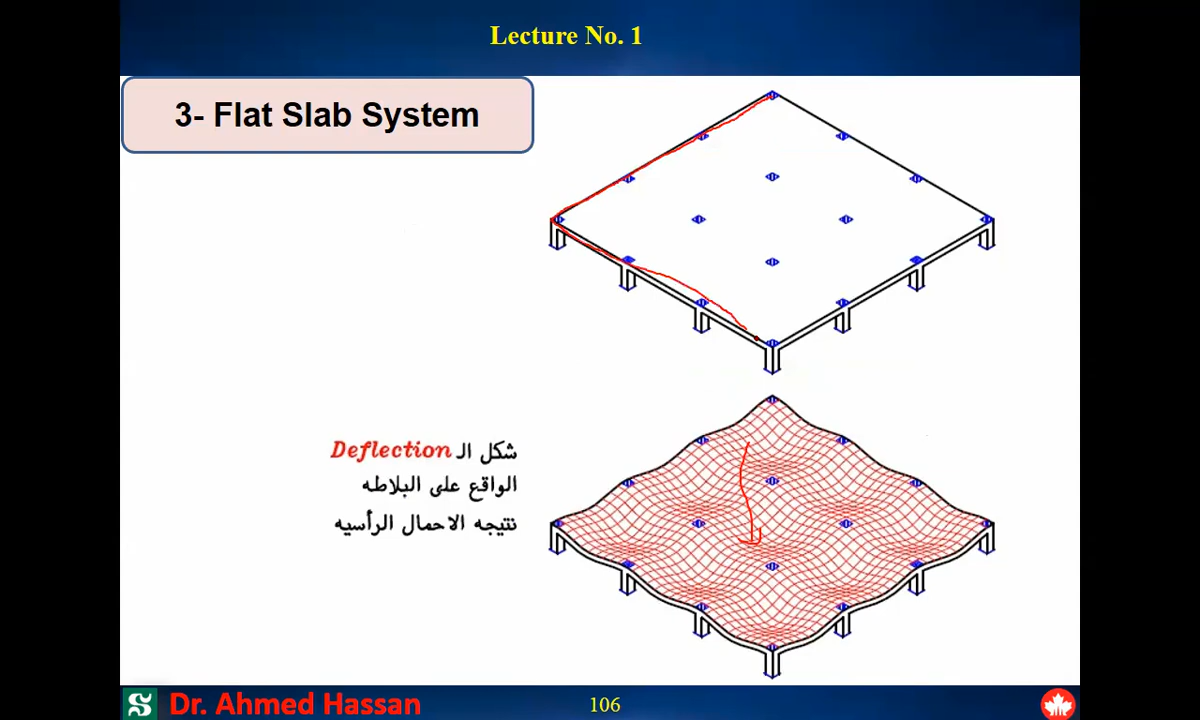 Lecture No. 1
3- Flat Slab System
شكل الـ Deflection
الواقع على البلاطه
نتيجه الاحمال الرأسيه
Dr. Ahmed Hassan
106